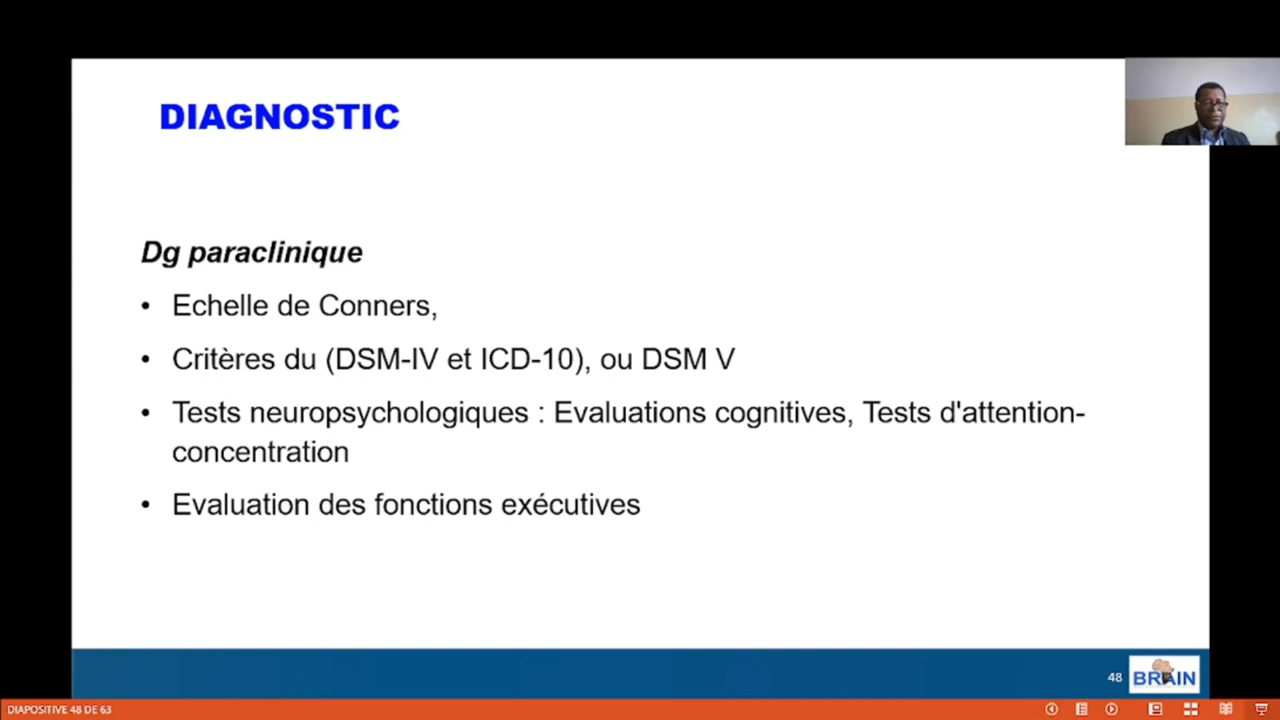 DIAGNOSTIC
Dg paraclinique
• Echelle de Conners,
• Critères du (DSM-IV et ICD-10), ou DSM V
• Tests neuropsychologiques : Evaluations cognitives, Tests d'attention-
concentration
• Evaluation des fonctions exécutives
48
BRAIN
DIAPOSITIVE 48 DE 63